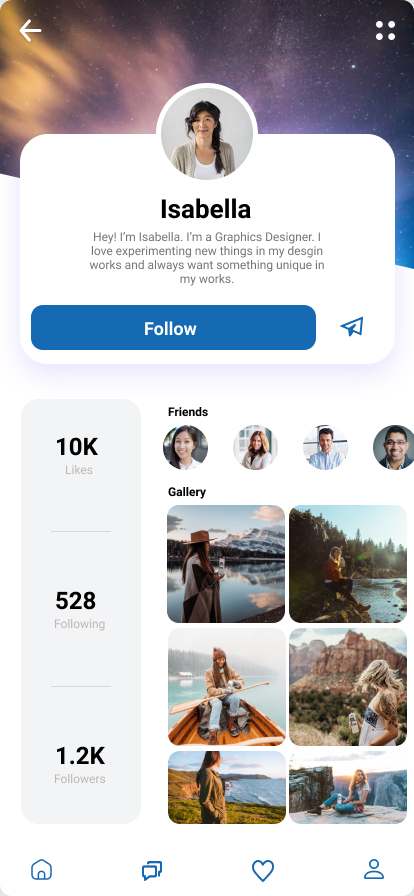 Isabella
Hey! I'm Isabella. I'm a Graphics Designer. I
love experimenting new things in my desgin
works and always want something unique in
my works.
Follow
10K
Likes
528
Following
1.2K
Followers
Friends
Gallery